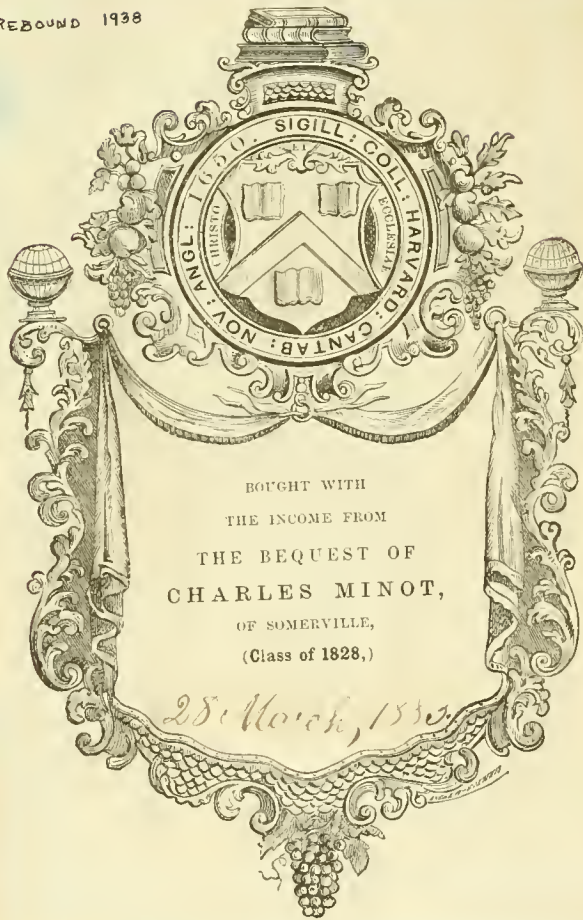 REBOUND 1938
SIGILL: COLL: HARVARD: CANTAB: NOV: ANGL: 1650.
CHRISTO ET ECCLESIAE
BOUGHT WITH
THE INCOME FROM
THE BEQUEST OF
CHARLES MINOT,
OF SOMERVILLE,
(Class of 1828,)
28 March,